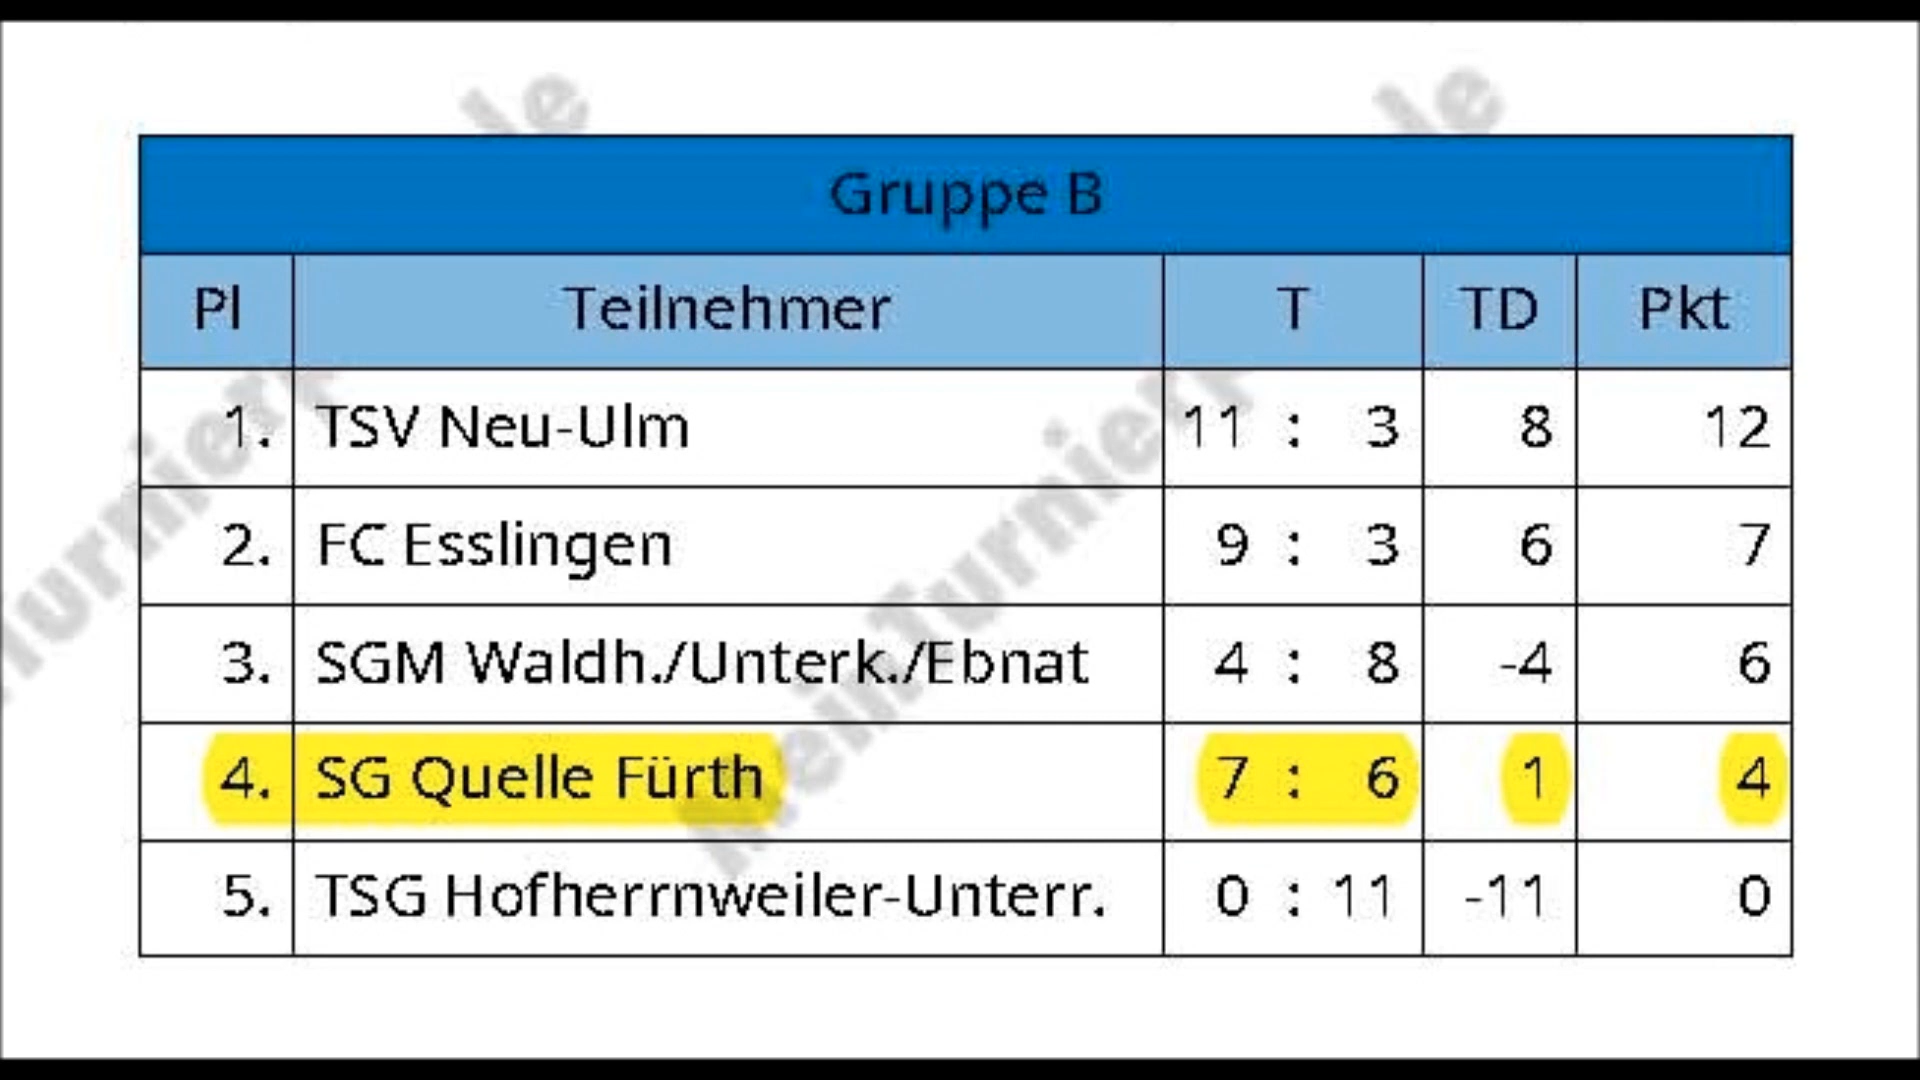 Gruppe B
Pl Teilnehmer T TD Pkt
1. TSV Neu-Ulm 11 : 3 8 12
2. FC Esslingen 9 : 3 6 7
3. SGM Waldh./Unterk./Ebnat 4 : 8 -4 6
4. SG Quelle Fürth 7 : 6 1 4
5. TSG Hofherrnweiler-Unterr. 0 : 11 -11 0